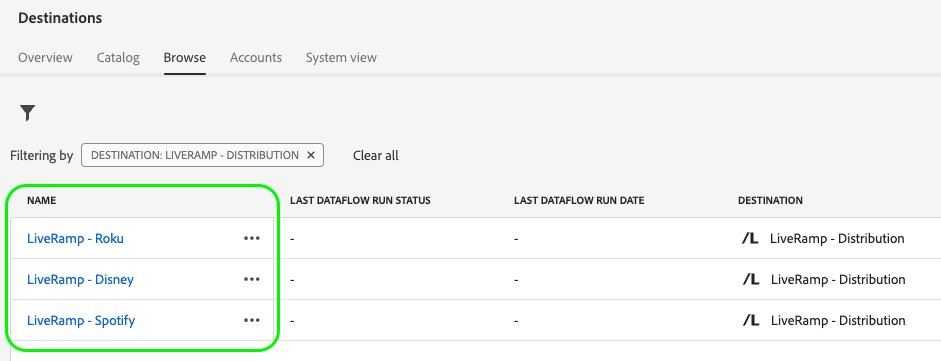 Destinations
Overview Catalog Browse Accounts System view
Filtering by DESTINATION: LIVERAMP - DISTRIBUTION × Clear all
NAME LAST DATAFLOW RUN STATUS LAST DATAFLOW RUN DATE DESTINATION
LiveRamp - Roku ••• - - /L LiveRamp - Distribution
LiveRamp - Disney ••• - - /L LiveRamp - Distribution
LiveRamp - Spotify ••• - - /L LiveRamp - Distribution